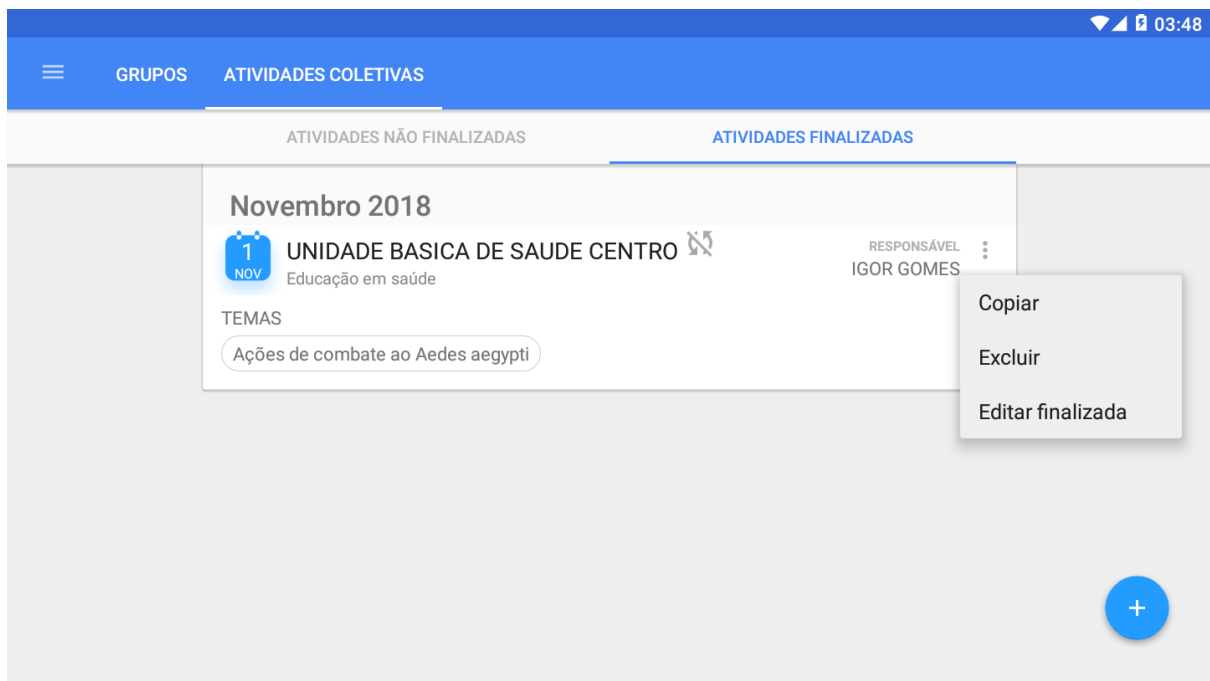 03:48
GRUPOS ATIVIDADES COLETIVAS
ATIVIDADES NÃO FINALIZADAS ATIVIDADES FINALIZADAS
Novembro 2018
1
NOV
UNIDADE BASICA DE SAUDE CENTRO
Educação em saúde
RESPONSÁVEL
IGOR GOMES
TEMAS
Ações de combate ao Aedes aegypti
Copiar
Excluir
Editar finalizada
+